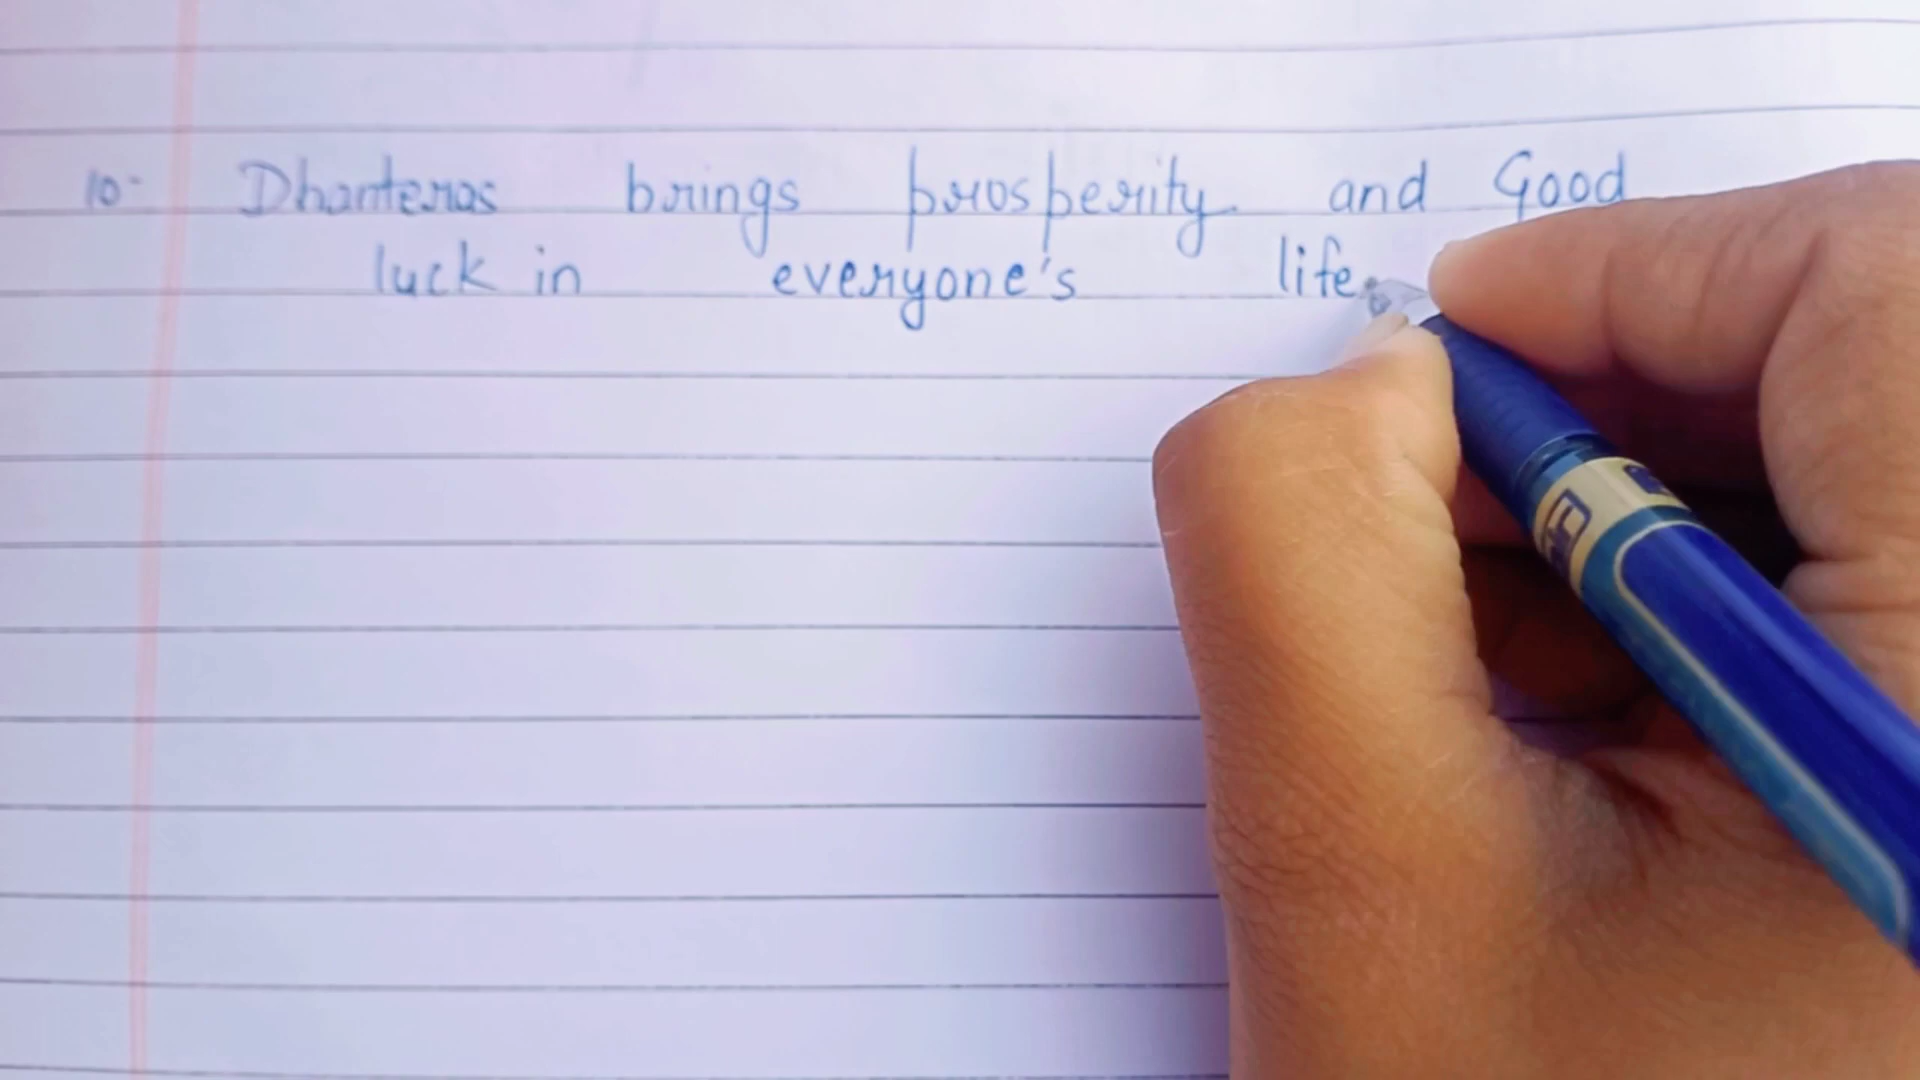 10- Dhanteras brings prosperity and Good
luck in everyone's life.